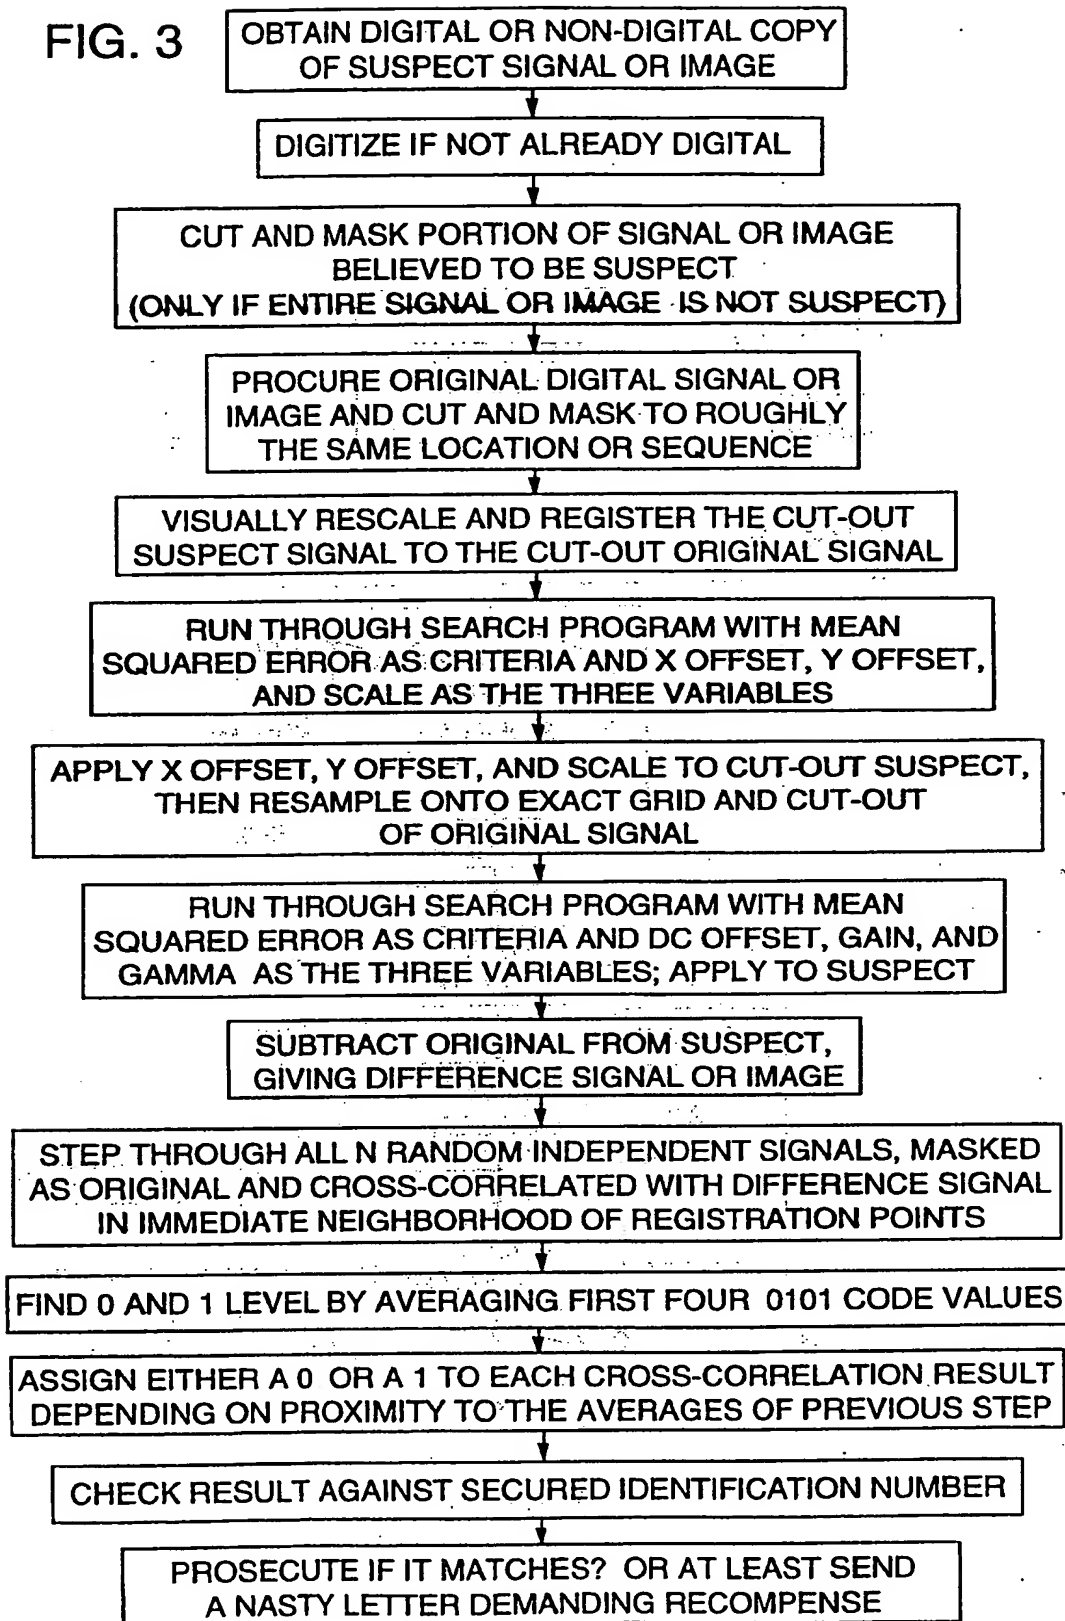 FIG. 3
OBTAIN DIGITAL OR NON-DIGITAL COPY
OF SUSPECT SIGNAL OR IMAGE
DIGITIZE IF NOT ALREADY DIGITAL
CUT AND MASK PORTION OF SIGNAL OR IMAGE
BELIEVED TO BE SUSPECT
(ONLY IF ENTIRE SIGNAL OR IMAGE IS NOT SUSPECT)
PROCURE ORIGINAL DIGITAL SIGNAL OR
IMAGE AND CUT AND MASK TO ROUGHLY
THE SAME LOCATION OR SEQUENCE
VISUALLY RESCALE AND REGISTER THE CUT-OUT
SUSPECT SIGNAL TO THE CUT-OUT ORIGINAL SIGNAL
RUN THROUGH SEARCH PROGRAM WITH MEAN
SQUARED ERROR AS CRITERIA AND X OFFSET, Y OFFSET,
AND SCALE AS THE THREE VARIABLES
APPLY X OFFSET, Y OFFSET, AND SCALE TO CUT-OUT SUSPECT,
THEN RESAMPLE ONTO EXACT GRID AND CUT-OUT
OF ORIGINAL SIGNAL
RUN THROUGH SEARCH PROGRAM WITH MEAN
SQUARED ERROR AS CRITERIA AND DC OFFSET, GAIN, AND
GAMMA AS THE THREE VARIABLES; APPLY TO SUSPECT
SUBTRACT ORIGINAL FROM SUSPECT,
GIVING DIFFERENCE SIGNAL OR IMAGE
STEP THROUGH ALL N RANDOM INDEPENDENT SIGNALS, MASKED
AS ORIGINAL AND CROSS-CORRELATED WITH DIFFERENCE SIGNAL
IN IMMEDIATE NEIGHBORHOOD OF REGISTRATION POINTS
FIND 0 AND 1 LEVEL BY AVERAGING FIRST FOUR 0101 CODE VALUES
ASSIGN EITHER A 0 OR A 1 TO EACH CROSS-CORRELATION RESULT
DEPENDING ON PROXIMITY TO THE AVERAGES OF PREVIOUS STEP
CHECK RESULT AGAINST SECURED IDENTIFICATION NUMBER
PROSECUTE IF IT MATCHES? OR AT LEAST SEND
A NASTY LETTER DEMANDING RECOMPENSE